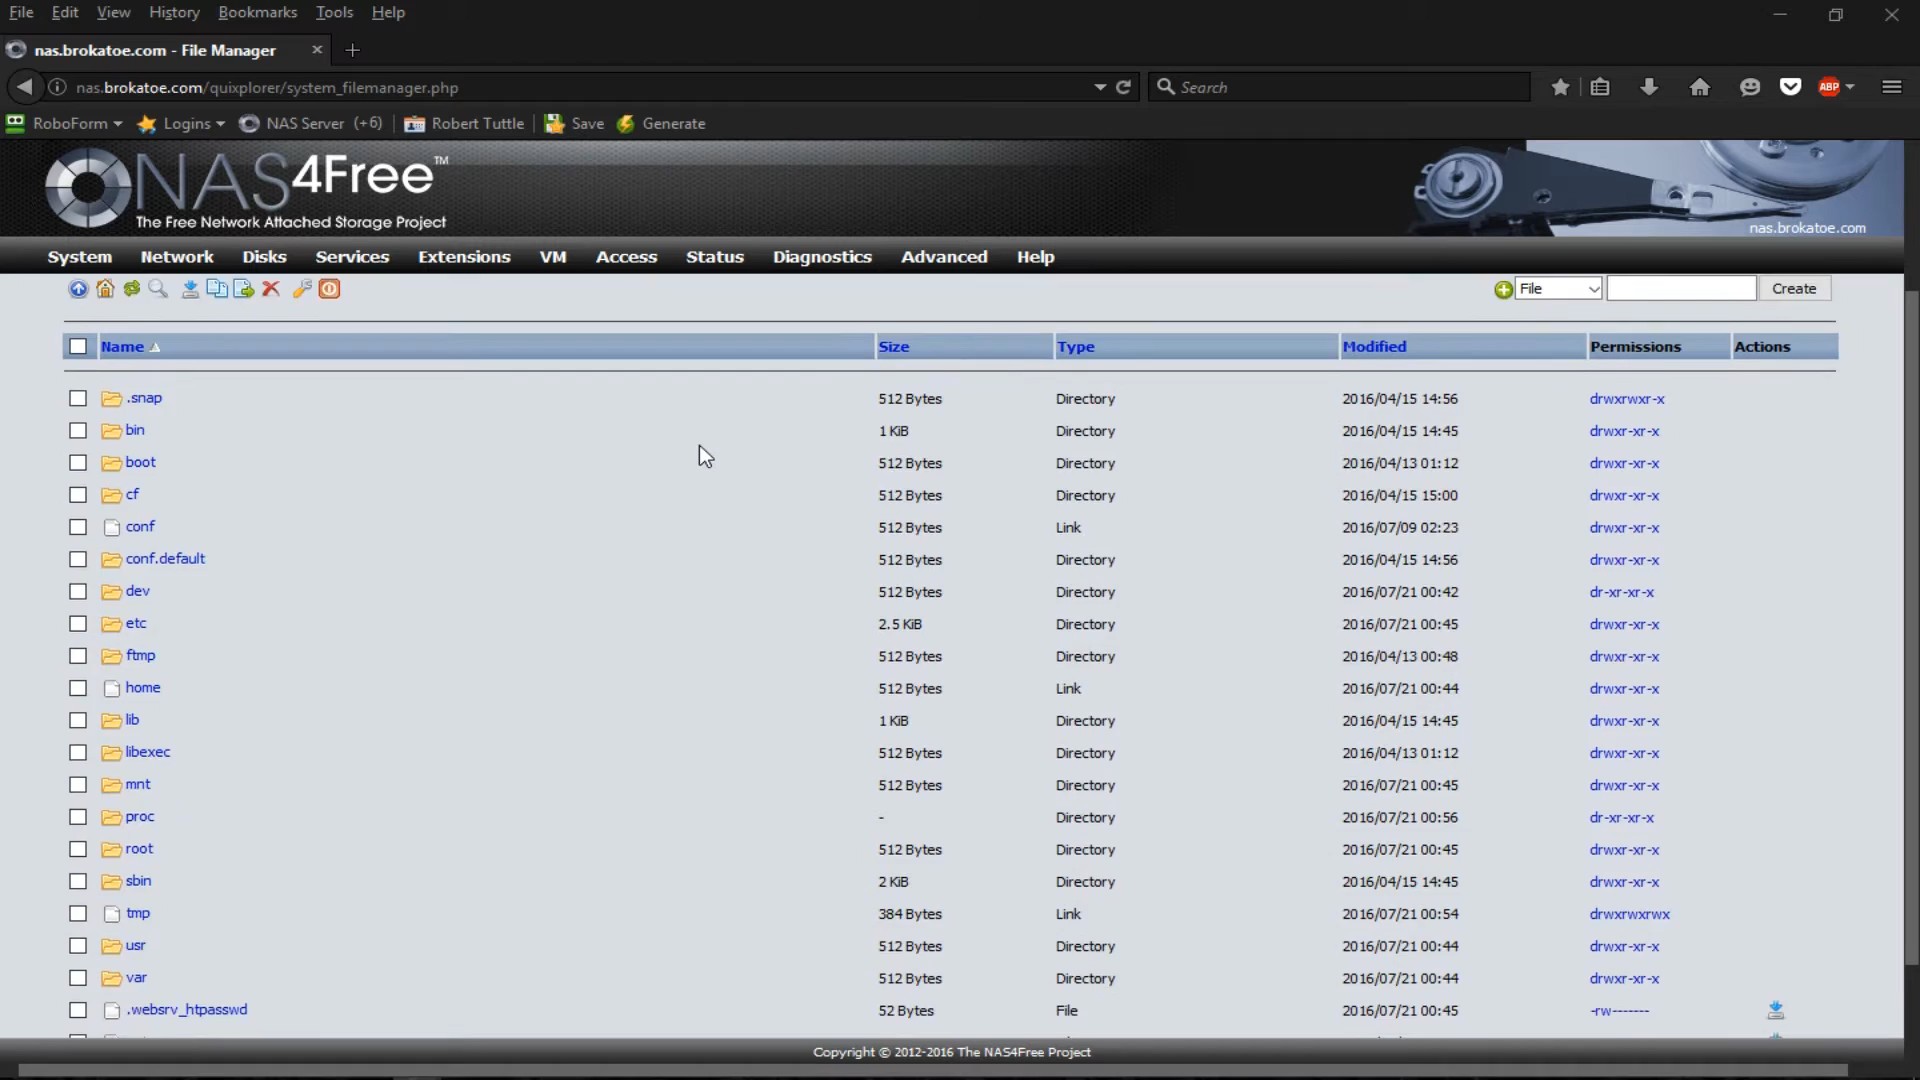 File Edit View History Bookmarks Tools Help
nas.brokatoe.com - File Manager
nas.brokatoe.com/quixplorer/system_filemanager.php
Search
ABP
RoboForm Logins NAS Server (+6) Robert Tuttle Save Generate
NAS4Free™
The Free Network Attached Storage Project
nas.brokatoe.com
System Network Disks Services Extensions VM Access Status Diagnostics Advanced Help
File Create
Name Size Type Modified Permissions Actions
.snap 512 Bytes Directory 2016/04/15 14:56 drwxrwxr-x
bin 1 KiB Directory 2016/04/15 14:45 drwxr-xr-x
boot 512 Bytes Directory 2016/04/13 01:12 drwxr-xr-x
cf 512 Bytes Directory 2016/04/15 15:00 drwxr-xr-x
conf 512 Bytes Link 2016/07/09 02:23 drwxr-xr-x
conf.default 512 Bytes Directory 2016/04/15 14:56 drwxr-xr-x
dev 512 Bytes Directory 2016/07/21 00:42 dr-xr-xr-x
etc 2.5 KiB Directory 2016/07/21 00:45 drwxr-xr-x
ftmp 512 Bytes Directory 2016/04/13 00:48 drwxr-xr-x
home 512 Bytes Link 2016/07/21 00:44 drwxr-xr-x
lib 1 KiB Directory 2016/04/15 14:45 drwxr-xr-x
libexec 512 Bytes Directory 2016/04/13 01:12 drwxr-xr-x
mnt 512 Bytes Directory 2016/07/21 00:45 drwxr-xr-x
proc - Directory 2016/07/21 00:56 dr-xr-xr-x
root 512 Bytes Directory 2016/07/21 00:45 drwxr-xr-x
sbin 2 KiB Directory 2016/04/15 14:45 drwxr-xr-x
tmp 384 Bytes Link 2016/07/21 00:54 drwxrwxrwx
usr 512 Bytes Directory 2016/07/21 00:44 drwxr-xr-x
var 512 Bytes Directory 2016/07/21 00:44 drwxr-xr-x
.websrv_htpasswd 52 Bytes File 2016/07/21 00:45 -rw-------
Copyright © 2012-2016 The NAS4Free Project